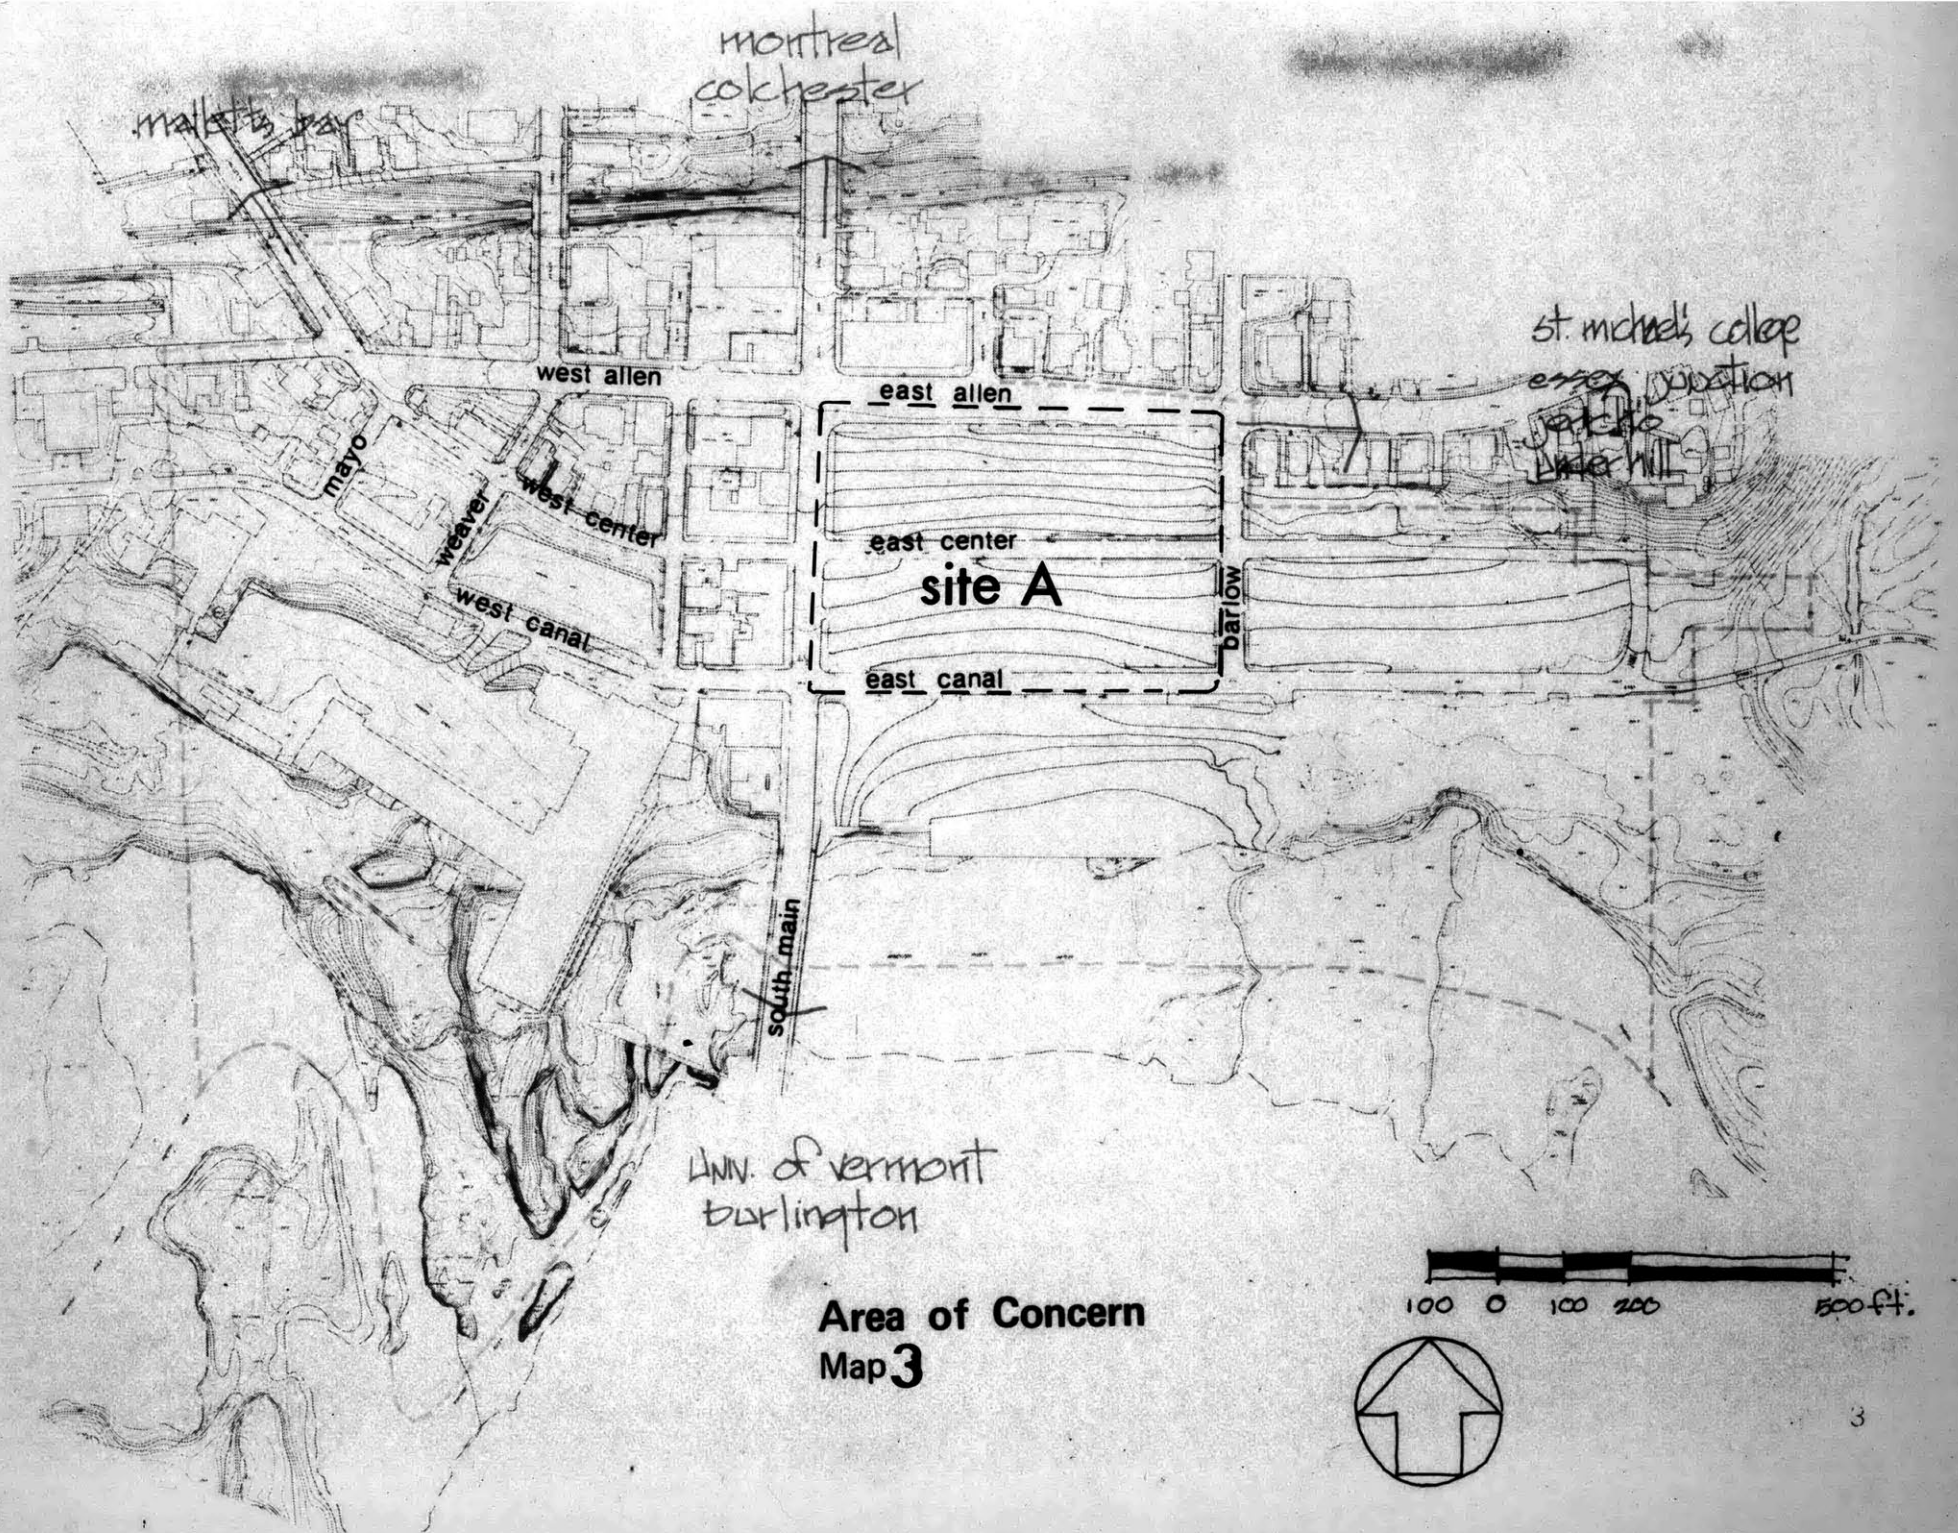 montreal
colchester
mallett's bay
st. michael's college
essex junction
jericho
underhill
west allen
east allen
mayo
weaver
west center
east center
site A
barlow
west canal
east canal
south main
univ. of vermont
burlington
Area of Concern
Map 3
100 0 100 200 500 ft.
3